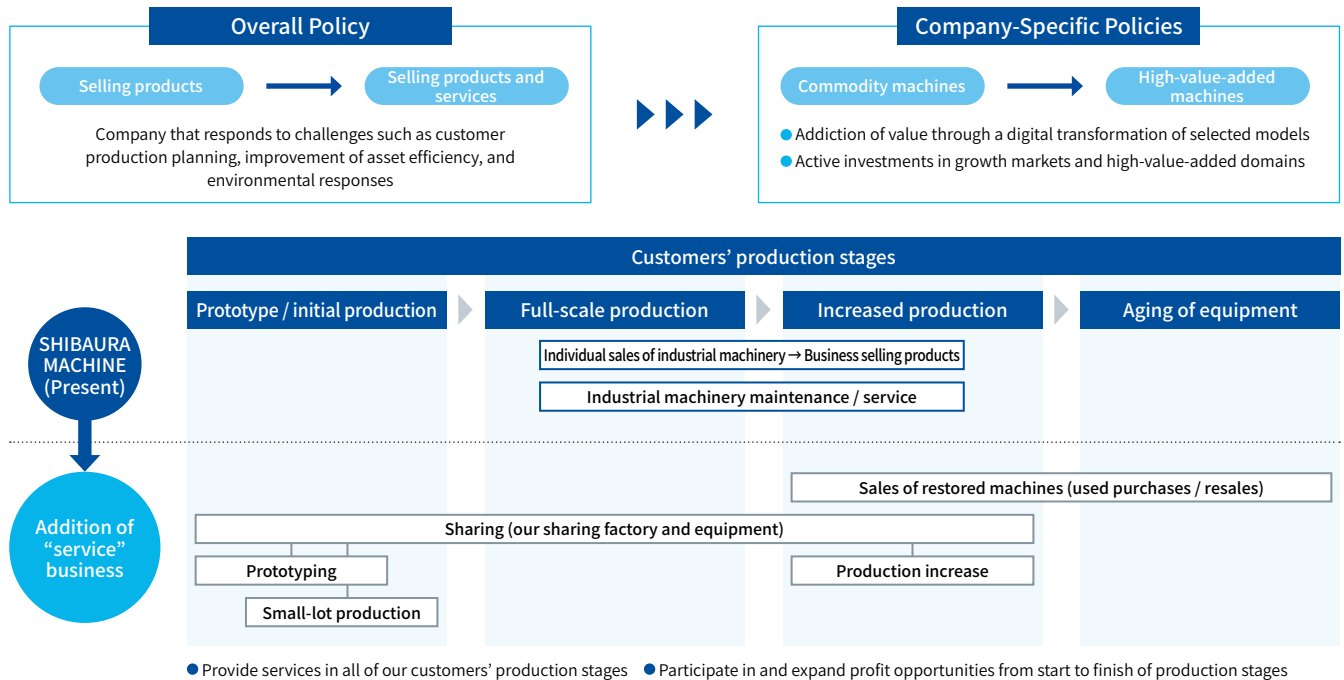 Overall Policy
Selling products
Selling products and
services
Company that responds to challenges such as customer
production planning, improvement of asset efficiency, and
environmental responses
Company-Specific Policies
Commodity machines
High-value-added
machines
Addiction of value through a digital transformation of selected models
Active investments in growth markets and high-value-added domains
Customers' production stages
Prototype / initial production
Full-scale production
Increased production
Aging of equipment
SHIBAURA
MACHINE
(Present)
Individual sales of industrial machinery → Business selling products
Industrial machinery maintenance / service
Addition of
“service”
business
Sales of restored machines (used purchases / resales)
Sharing (our sharing factory and equipment)
Prototyping
Production increase
Small-lot production
Provide services in all of our customers' production stages
Participate in and expand profit opportunities from start to finish of production stages